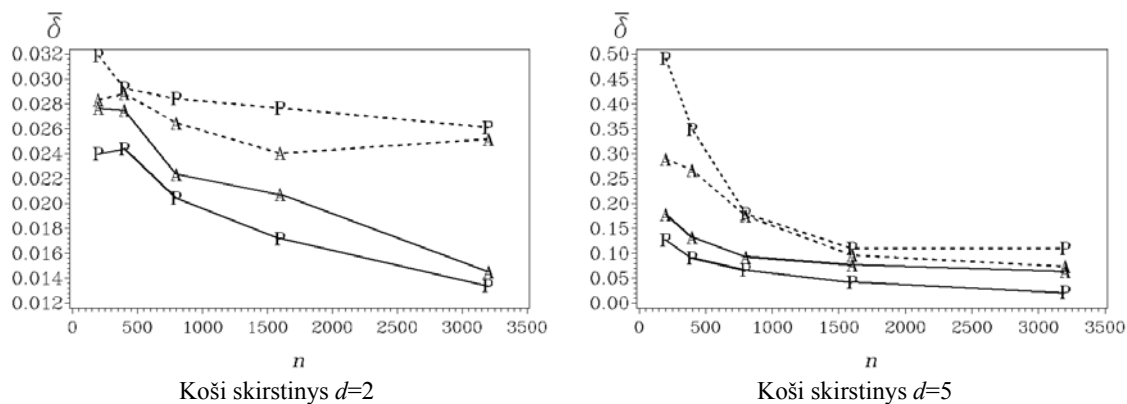 δ̅
0.032
0.030
0.028
0.026
0.024
0.022
0.020
0.018
0.016
0.014
0.012
P
P
P
P
P
A
A
A
A
A
A
A
A
A
A
P
P
P
P
P
0 500 1000 1500 2000 2500 3000 3500
n
Koši skirstinys d=2
δ̅
0.50
0.45
0.40
0.35
0.30
0.25
0.20
0.15
0.10
0.05
0.00
P
P
P
P
P
A
A
A
A
A
A
A
A
A
A
P
P
P
P
P
0 500 1000 1500 2000 2500 3000 3500
n
Koši skirstinys d=5